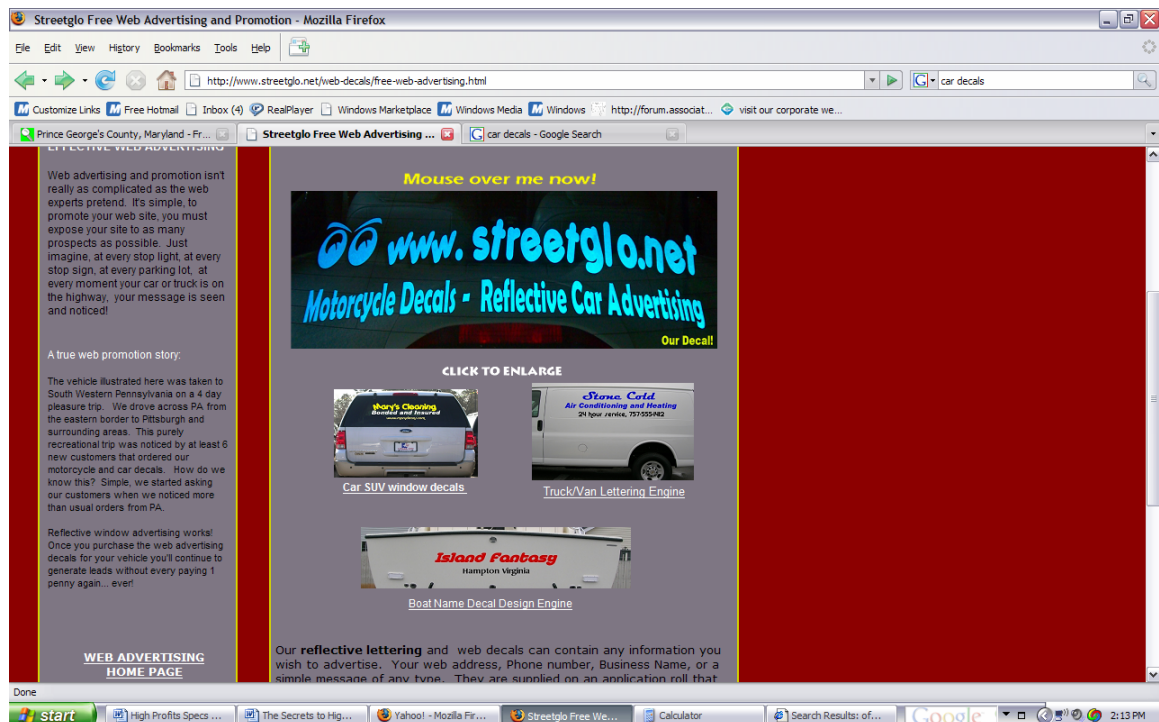 Streetglo Free Web Advertising and Promotion - Mozilla Firefox
File Edit View History Bookmarks Tools Help
http://www.streetglo.net/web-decals/free-web-advertising.html
car decals
Customize Links Free Hotmail Inbox (4) RealPlayer Windows Marketplace Windows Media Windows http://forum.associat... visit our corporate we...
Prince George's County, Maryland - Fr... Streetglo Free Web Advertising ... car decals - Google Search
EFFECTIVE WEB ADVERTISING
Web advertising and promotion isn't
really as complicated as the web
experts pretend. It's simple, to
promote your web site, you must
expose your site to as many
prospects as possible. Just
imagine, at every stop light, at every
stop sign, at every parking lot, at
every moment your car or truck is on
the highway, your message is seen
and noticed!
A true web promotion story:
The vehicle illustrated here was taken to
South Western Pennsylvania on a 4 day
pleasure trip. We drove across PA from
the eastern border to Pittsburgh and
surrounding areas. This purely
recreational trip was noticed by at least 6
new customers that ordered our
motorcycle and car decals. How do we
know this? Simple, we started asking
our customers when we noticed more
than usual orders from PA.
Reflective window advertising works!
Once you purchase the web advertising
decals for your vehicle you'll continue to
generate leads without every paying 1
penny again... ever!
WEB ADVERTISING
HOME PAGE
Mouse over me now!
www.streetglo.net
Motorcycle Decals - Reflective Car Advertising
Our Decal!
CLICK TO ENLARGE
Mary's Cleaning
Bonded and Insured
Car SUV window decals
Stone Cold
Air Conditioning and Heating
24 hour service, 757-555-1412
Truck/Van Lettering Engine
Island Fantasy
Hampton Virginia
Boat Name Decal Design Engine
Our reflective lettering and web decals can contain any information you
wish to advertise. Your web address, Phone number, Business Name, or a
simple message of any type. They are supplied on an application roll that
Done
start High Profits Specs ... The Secrets to Hig... Yahoo! - Mozilla Fir... Streetglo Free We... Calculator Search Results: of... Google 2:13 PM